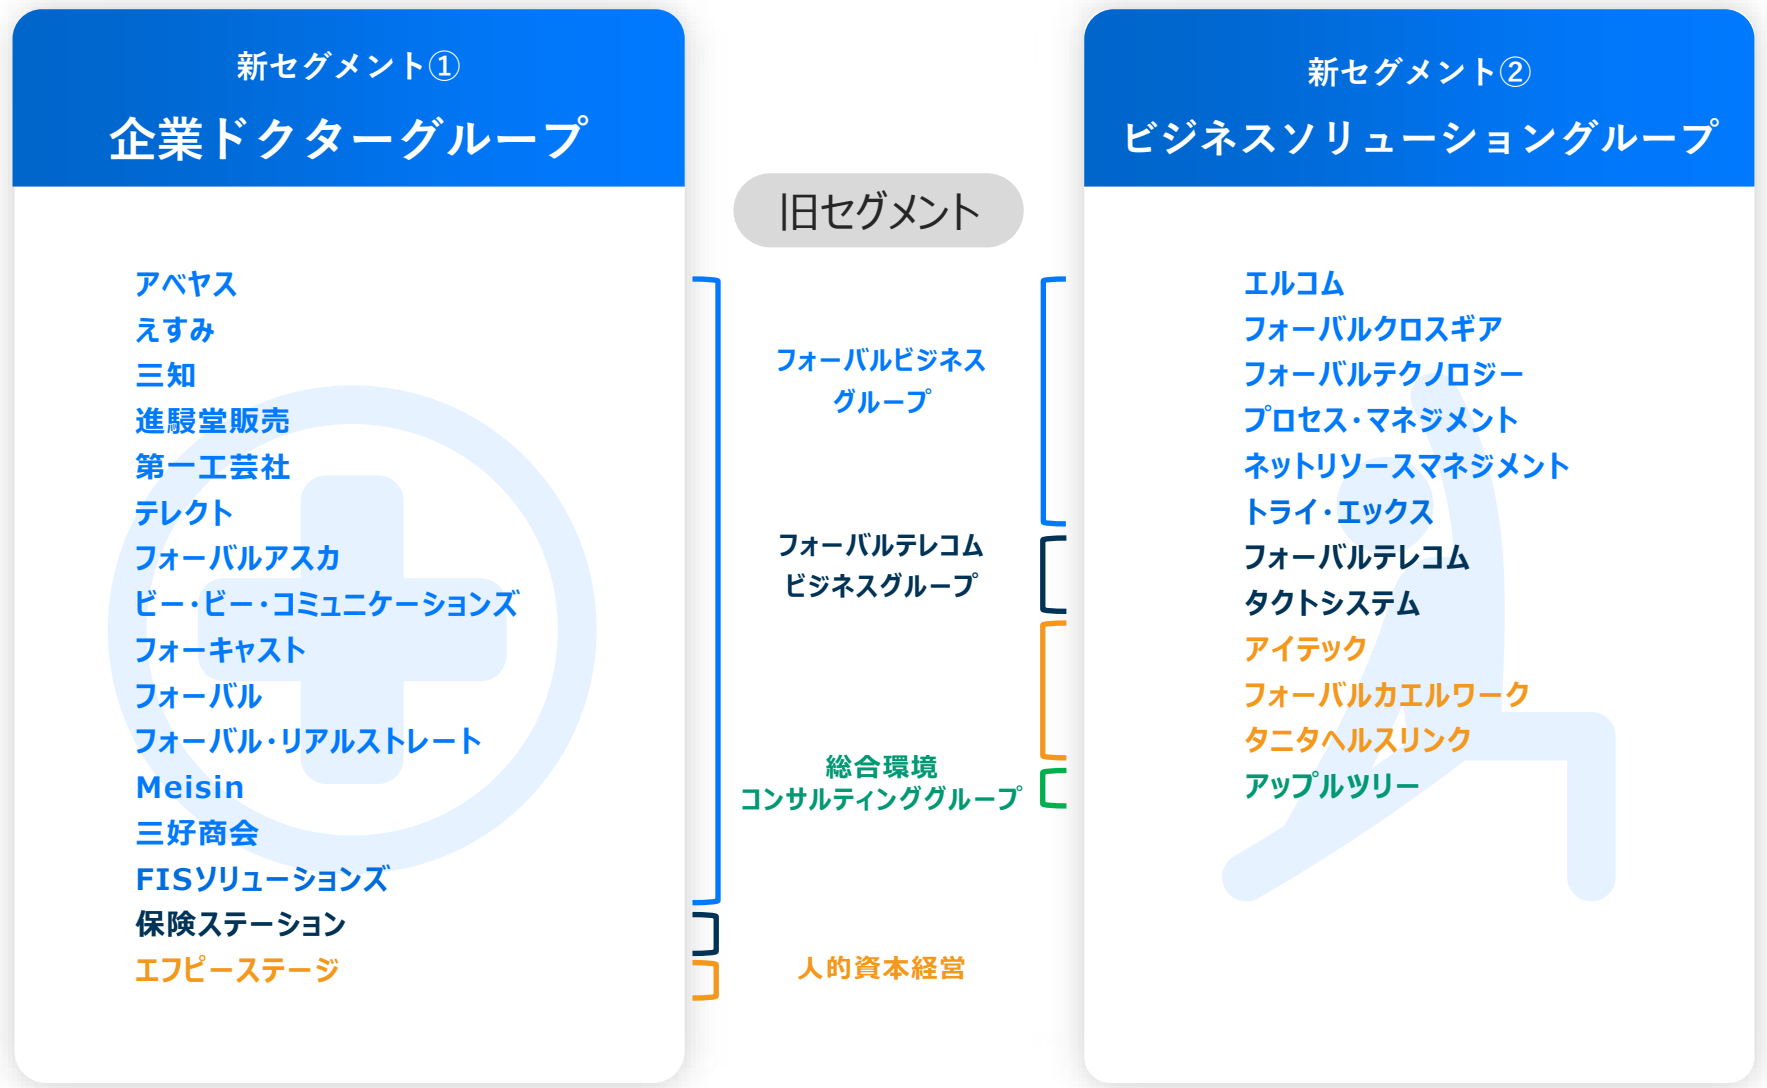 新セグメント①
企業ドクターグループ
アベヤス
えすみ
三知
進駸堂販売
第一工芸社
テレクト
フォーバルアスカ
ビー・ビー・コミュニケーションズ
フォーキャスト
フォーバル
フォーバル・リアルストレート
Meisin
三好商会
FISソリューションズ
保険ステーション
エフピーステージ
旧セグメント
フォーバルビジネス
グループ
フォーバルテレコム
ビジネスグループ
総合環境
コンサルティンググループ
人的資本経営
新セグメント②
ビジネスソリューショングループ
エルコム
フォーバルクロスギア
フォーバルテクノロジー
プロセス・マネジメント
ネットリソースマネジメント
トライ・エックス
フォーバルテレコム
タクトシステム
アイテック
フォーバルカエルワーク
タニタヘルスリンク
アップルツリー